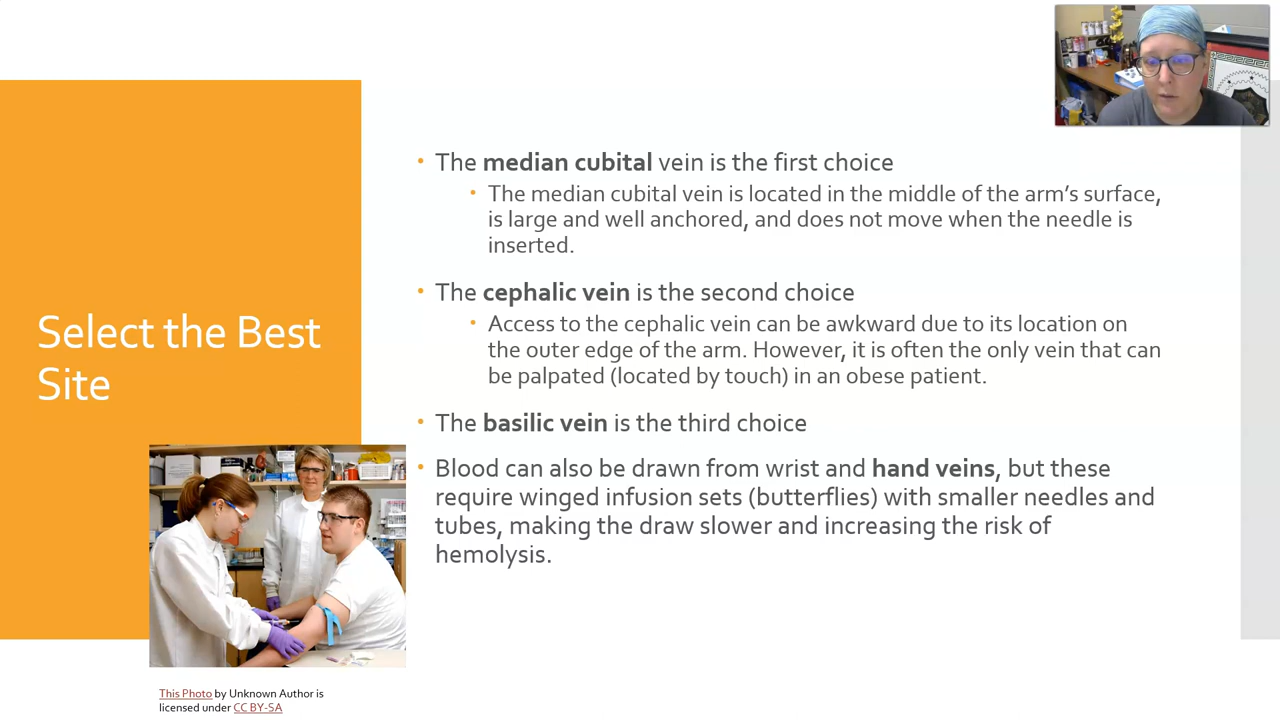 Select the Best
Site
• The median cubital vein is the first choice
• The median cubital vein is located in the middle of the arm’s surface,
is large and well anchored, and does not move when the needle is
inserted.
• The cephalic vein is the second choice
• Access to the cephalic vein can be awkward due to its location on
the outer edge of the arm. However, it is often the only vein that can
be palpated (located by touch) in an obese patient.
• The basilic vein is the third choice
• Blood can also be drawn from wrist and hand veins, but these
require winged infusion sets (butterflies) with smaller needles and
tubes, making the draw slower and increasing the risk of
hemolysis.
This Photo by Unknown Author is
licensed under CC BY-SA